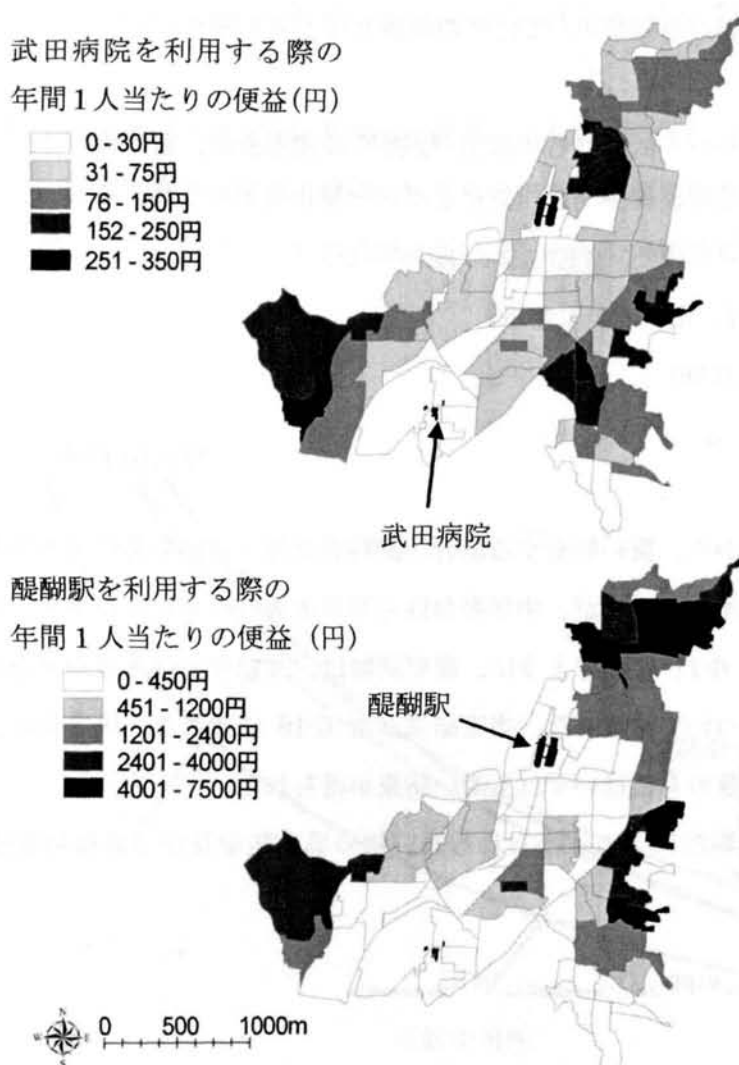 武田病院を利用する際の
年間1人当たりの便益(円)
0 - 30円
31 - 75円
76 - 150円
152 - 250円
251 - 350円
武田病院
醍醐駅を利用する際の
年間1人当たりの便益 (円)
0 - 450円
451 - 1200円
1201 - 2400円
2401 - 4000円
4001 - 7500円
醍醐駅
N
W E
S
0 500 1000m